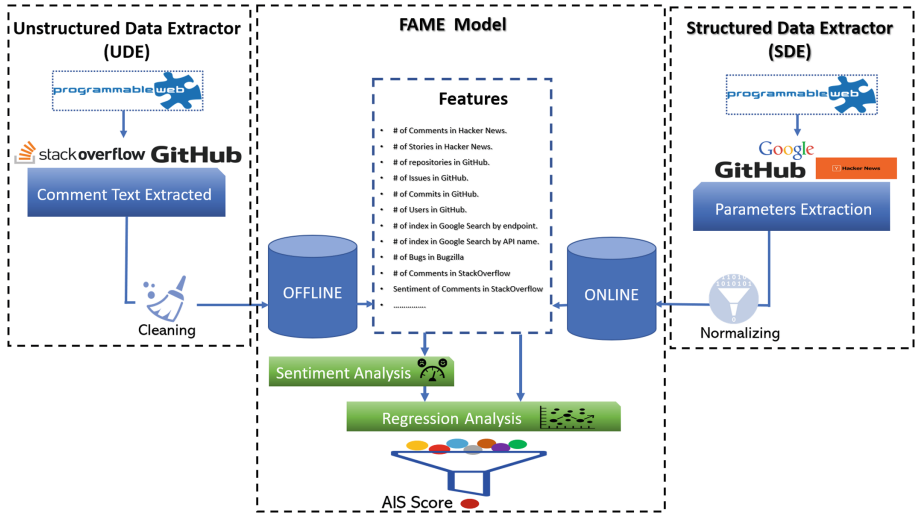 Unstructured Data Extractor
(UDE)
programmableweb
stackoverflow GitHub
Comment Text Extracted
Cleaning
FAME Model
Features
# of Comments in Hacker News.
# of Stories in Hacker News.
# of repositories in GitHub.
# of Issues in GitHub.
# of Commits in GitHub.
# of Users in GitHub.
# of index in Google Search by endpoint.
# of index in Google Search by API name.
# of Bugs in Bugzilla
# of Comments in StackOverflow
Sentiment of Comments in StackOverflow
................
OFFLINE
ONLINE
Sentiment Analysis
Regression Analysis
AIS Score
Structured Data Extractor
(SDE)
programmableweb
Google
GitHub Y Hacker News
Parameters Extraction
Normalizing